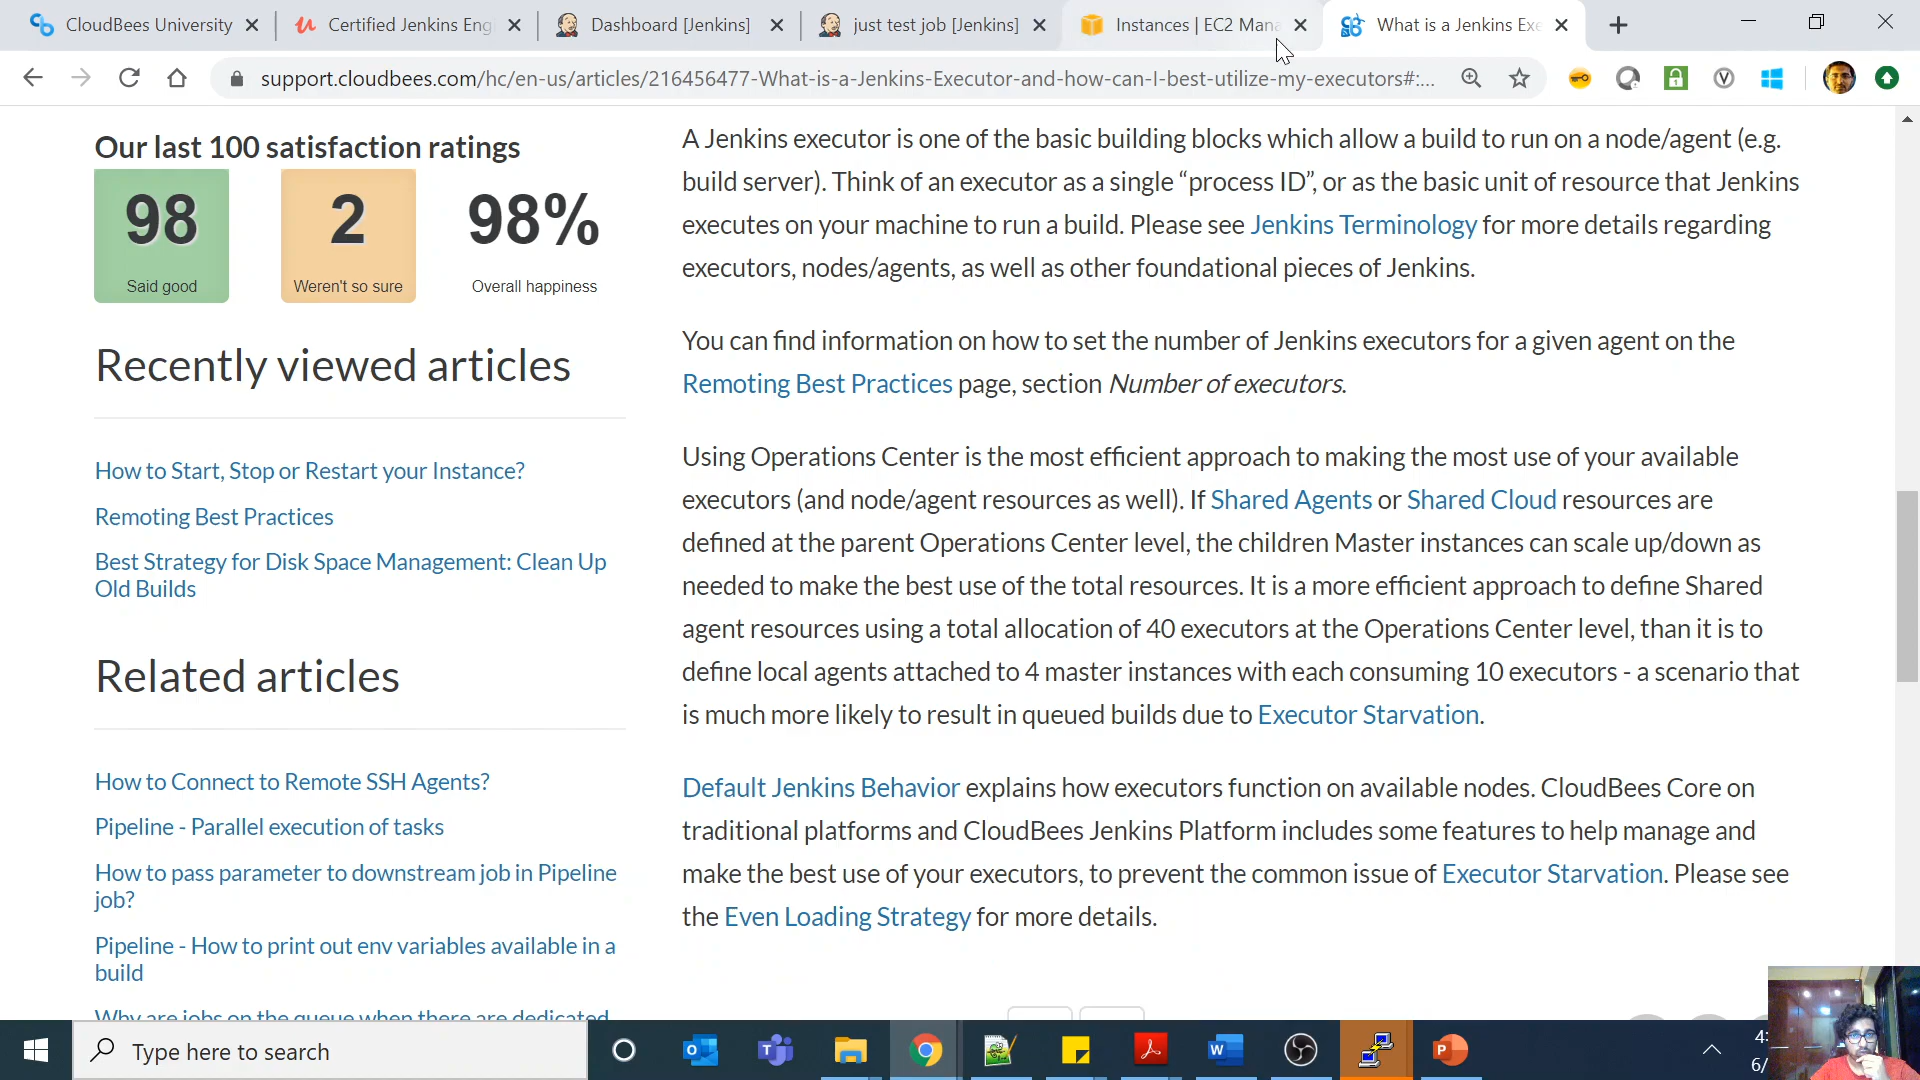 CloudBees University
Certified Jenkins Eng
Dashboard [Jenkins]
just test job [Jenkins]
Instances | EC2 Mana
What is a Jenkins Exe
support.cloudbees.com/hc/en-us/articles/216456477-What-is-a-Jenkins-Executor-and-how-can-I-best-utilize-my-executors#:...
Our last 100 satisfaction ratings
98
Said good
2
Weren't so sure
98%
Overall happiness
Recently viewed articles
How to Start, Stop or Restart your Instance?
Remoting Best Practices
Best Strategy for Disk Space Management: Clean Up
Old Builds
Related articles
How to Connect to Remote SSH Agents?
Pipeline - Parallel execution of tasks
How to pass parameter to downstream job in Pipeline
job?
Pipeline - How to print out env variables available in a
build
Why are jobs on the queue when there are dedicated
A Jenkins executor is one of the basic building blocks which allow a build to run on a node/agent (e.g.
build server). Think of an executor as a single “process ID”, or as the basic unit of resource that Jenkins
executes on your machine to run a build. Please see Jenkins Terminology for more details regarding
executors, nodes/agents, as well as other foundational pieces of Jenkins.
You can find information on how to set the number of Jenkins executors for a given agent on the
Remoting Best Practices page, section Number of executors.
Using Operations Center is the most efficient approach to making the most use of your available
executors (and node/agent resources as well). If Shared Agents or Shared Cloud resources are
defined at the parent Operations Center level, the children Master instances can scale up/down as
needed to make the best use of the total resources. It is a more efficient approach to define Shared
agent resources using a total allocation of 40 executors at the Operations Center level, than it is to
define local agents attached to 4 master instances with each consuming 10 executors - a scenario that
is much more likely to result in queued builds due to Executor Starvation.
Default Jenkins Behavior explains how executors function on available nodes. CloudBees Core on
traditional platforms and CloudBees Jenkins Platform includes some features to help manage and
make the best use of your executors, to prevent the common issue of Executor Starvation. Please see
the Even Loading Strategy for more details.
Type here to search
4:
6/